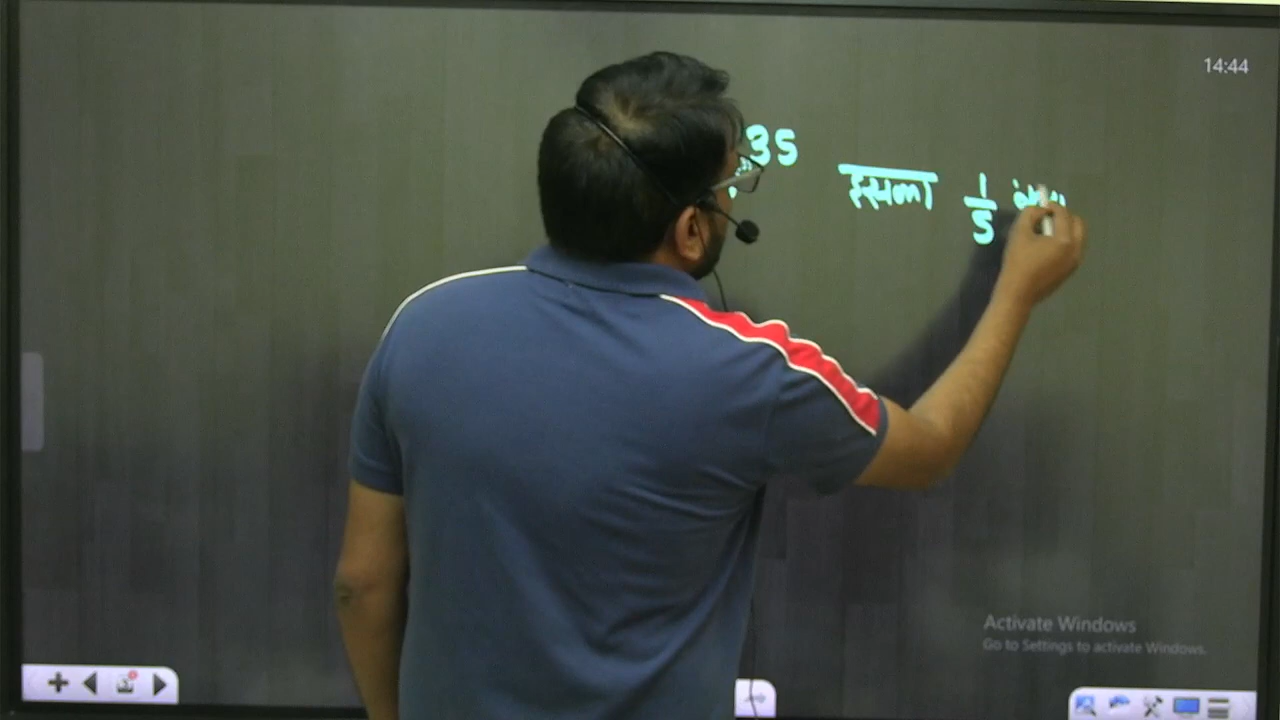 14:44
35
इसका 1/5
Activate Windows
Go to Settings to activate Windows.